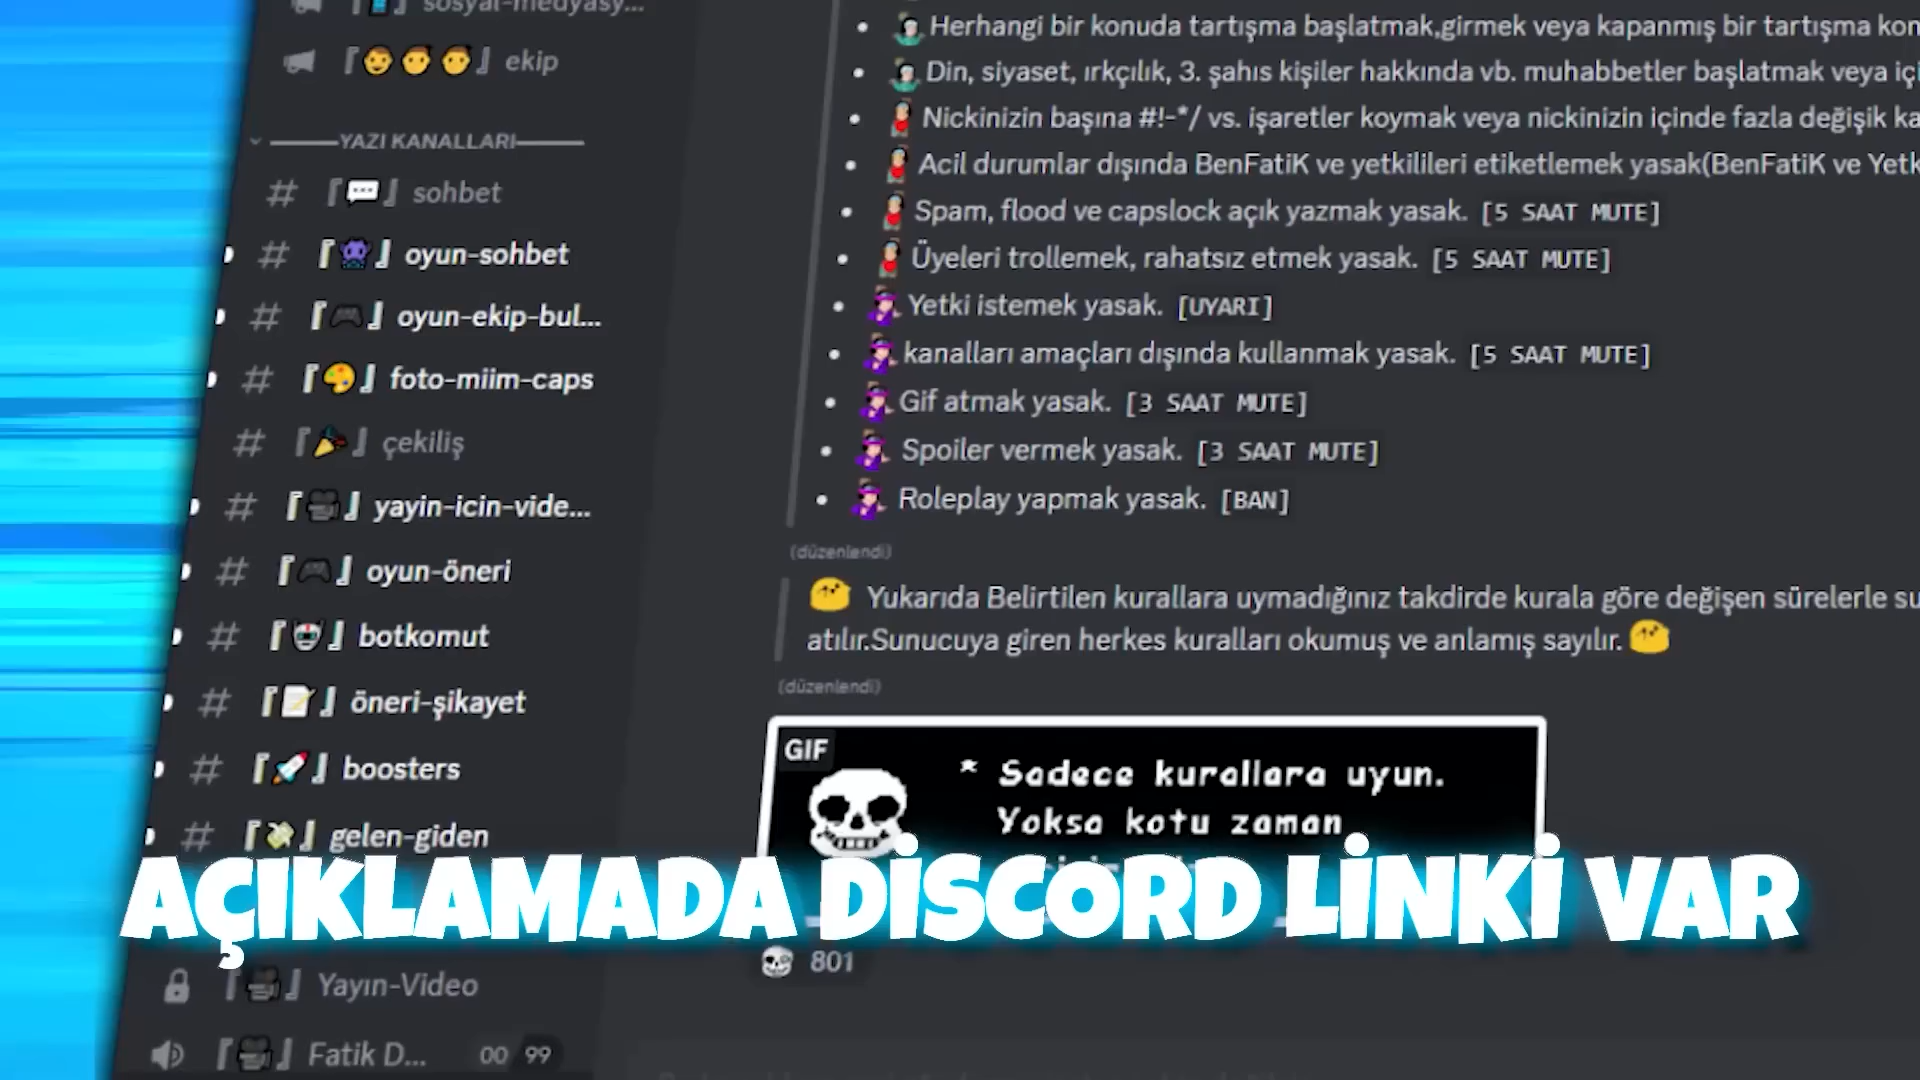 sosyal-medyasy...
『』 ekip
YAZI KANALLARI
# 『』 sohbet
# 『』 oyun-sohbet
# 『』 oyun-ekip-bul...
# 『』 foto-miim-caps
# 『』 çekiliş
# 『』 yayin-icin-vide...
# 『』 oyun-öneri
# 『』 botkomut
# 『』 öneri-şikayet
# 『』 boosters
# 『』 gelen-giden
『』 Yayın-Video
『』 Fatik D... 00 99
• Herhangi bir konuda tartışma başlatmak,girmek veya kapanmış bir tartışma
• Din, siyaset, ırkçılık, 3. şahıs kişiler hakkında vb. muhabbetler başlatmak veya
• Nickinizin başına #!-*/ vs. işaretler koymak veya nickinizin içinde fazla değişik
• Acil durumlar dışında BenFatiK ve yetkilileri etiketlemek yasak(BenFatiK ve Yetk
• Spam, flood ve capslock açık yazmak yasak. [5 SAAT MUTE]
• Üyeleri trollemek, rahatsız etmek yasak. [5 SAAT MUTE]
• Yetki istemek yasak. [UYARI]
• kanalları amaçları dışında kullanmak yasak. [5 SAAT MUTE]
• Gif atmak yasak. [3 SAAT MUTE]
• Spoiler vermek yasak. [3 SAAT MUTE]
• Roleplay yapmak yasak. [BAN]
(düzenlendi)
Yukarıda Belirtilen kurallara uymadığınız takdirde kurala göre değişen sürelerle su
atılır.Sunucuya giren herkes kuralları okumuş ve anlamış sayılır.
(düzenlendi)
GIF
* Sadece kurallara uyun.
Yoksa kotu zaman
801
AÇIKLAMADA DİSCORD LİNKİ VAR